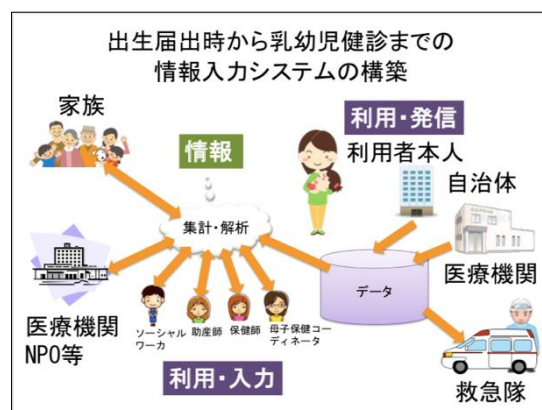 出生届出時から乳幼児健診までの
情報入力システムの構築
家族
利用・発信
情報
利用者本人
自治体
集計・解析
医療機関
データ
医療機関
NPO等
ソーシャル
ワーカ
助産師
保健師
母子保健コー
ディネータ
利用・入力
救急隊